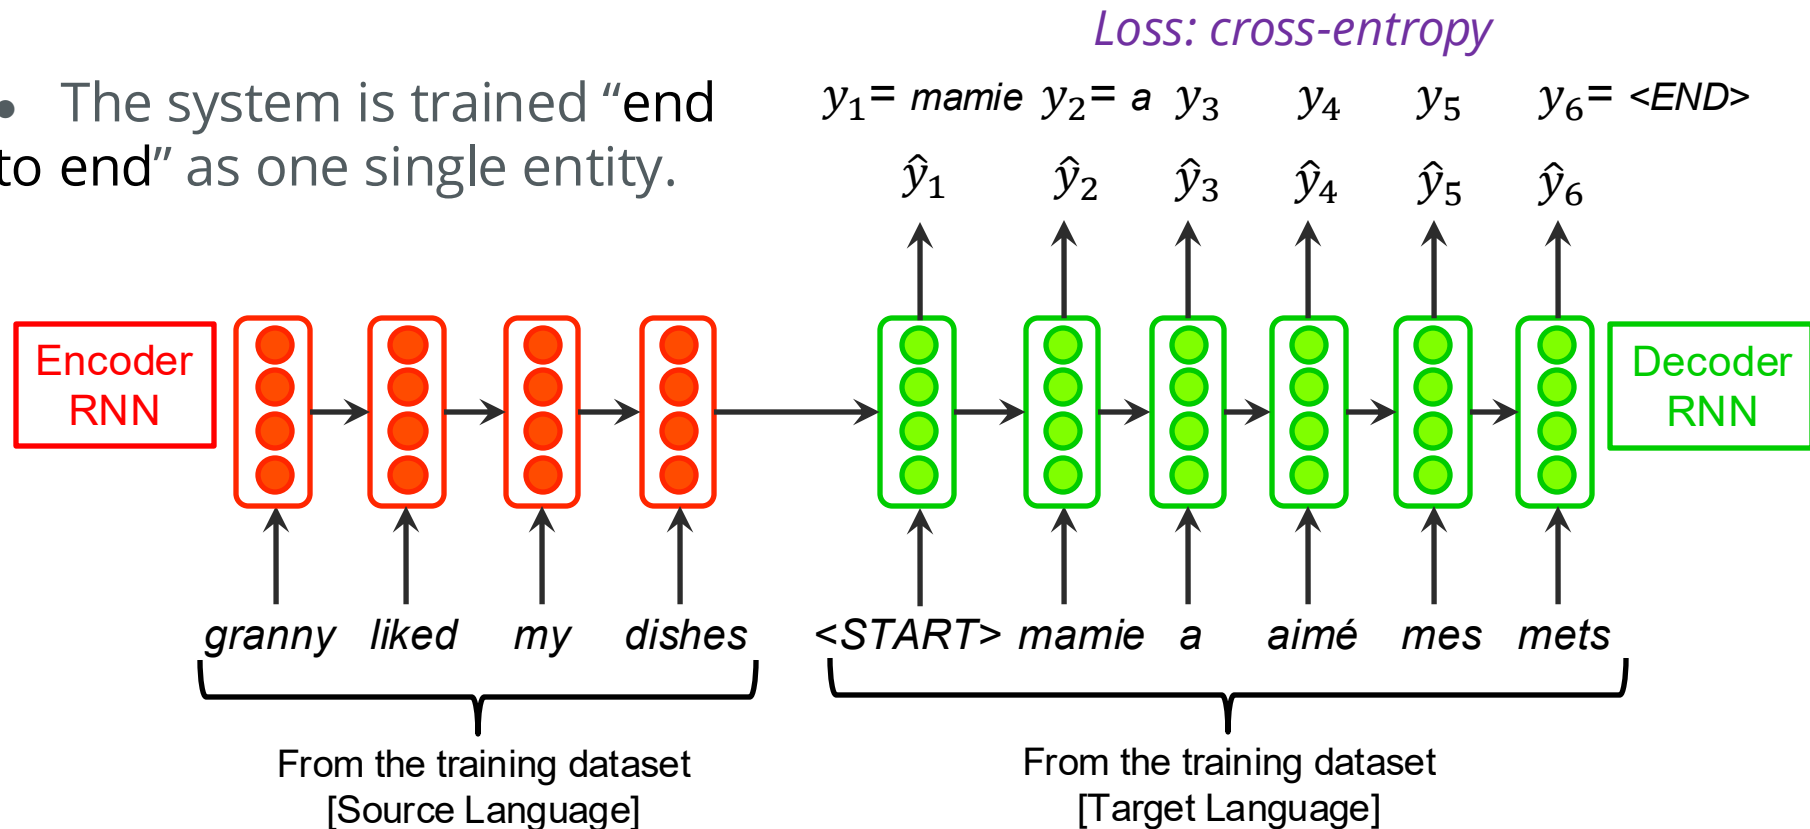 Loss: cross-entropy
• The system is trained “end
to end” as one single entity.
y₁= mamie y₂= a y₃ y₄ y₅ y₆= <END>
ŷ₁ ŷ₂ ŷ₃ ŷ₄ ŷ₅ ŷ₆
Encoder
RNN
Decoder
RNN
granny liked my dishes <START> mamie a aimé mes mets
From the training dataset
[Source Language]
From the training dataset
[Target Language]